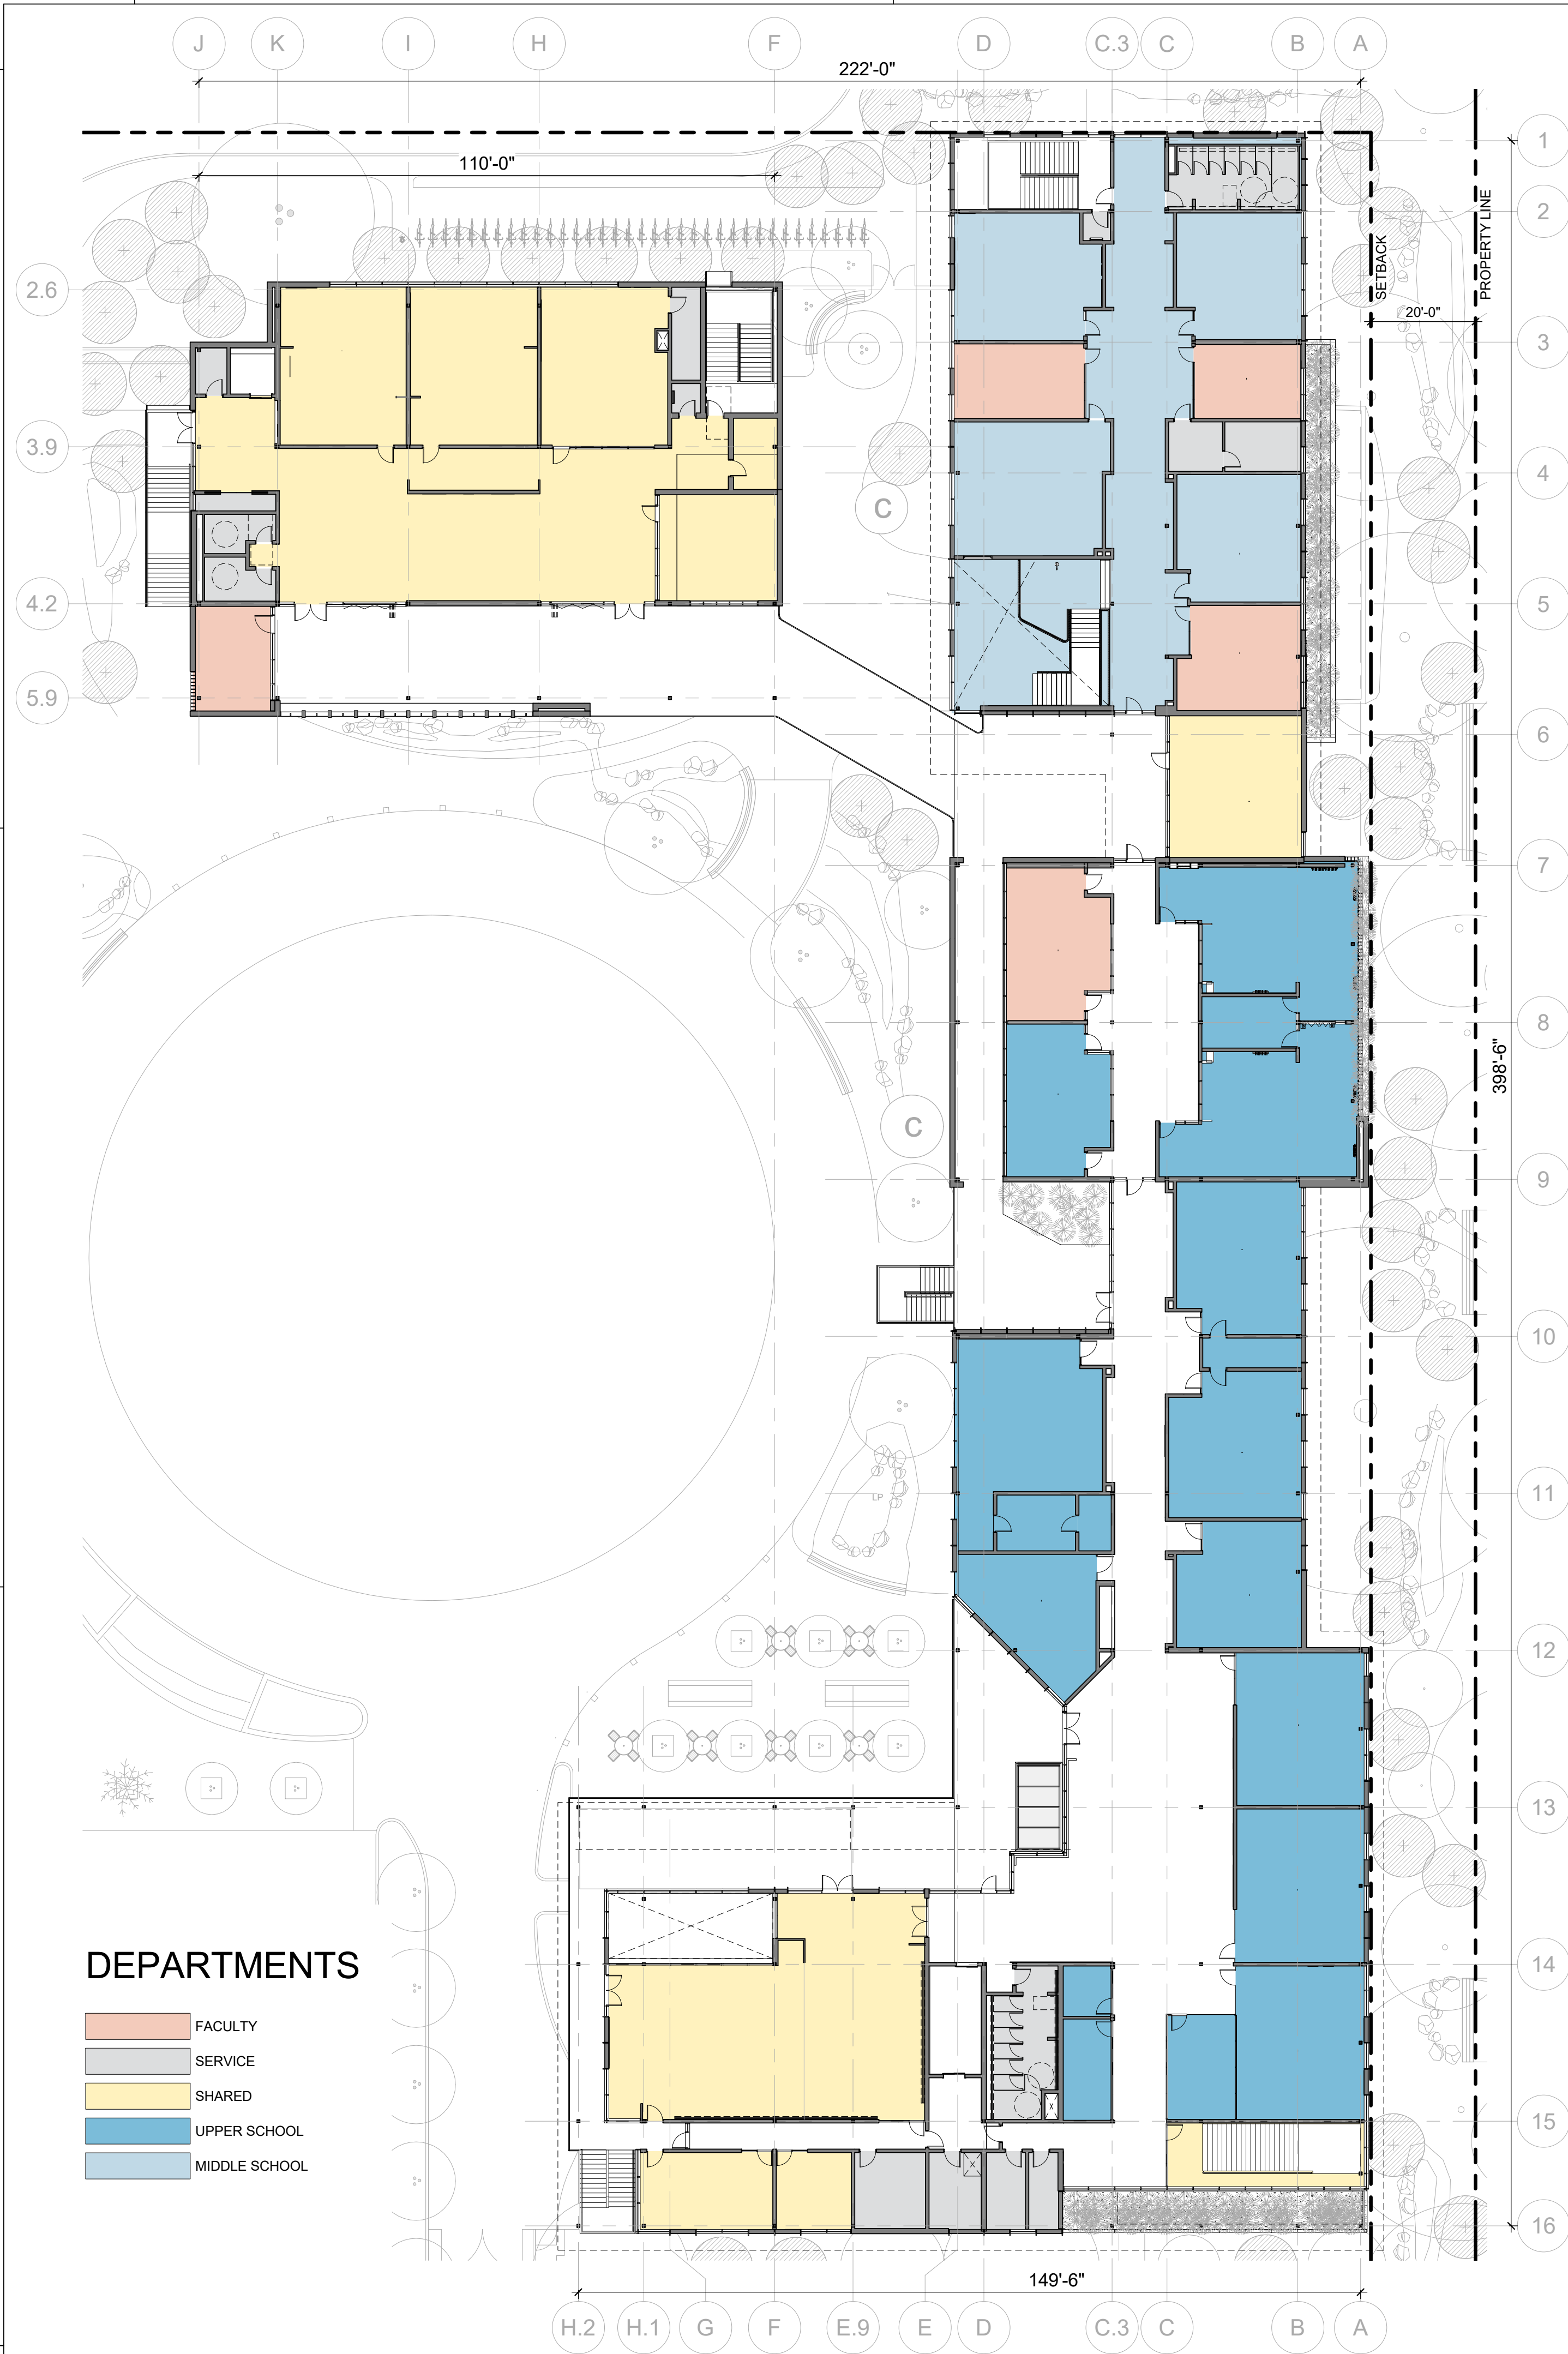 J K I H F D C.3 C B A
222'-0"
110'-0"
1
2
SETBACK
PROPERTY LINE
2.6
20'-0"
3
3.9
4
C
4.2
5
5.9
6
7
8
398'-6"
C
9
10
11
LP
12
13
DEPARTMENTS
14
FACULTY
SERVICE
SHARED
UPPER SCHOOL
15
MIDDLE SCHOOL
16
149'-6"
H.2 H.1 G F E.9 E D C.3 C B A